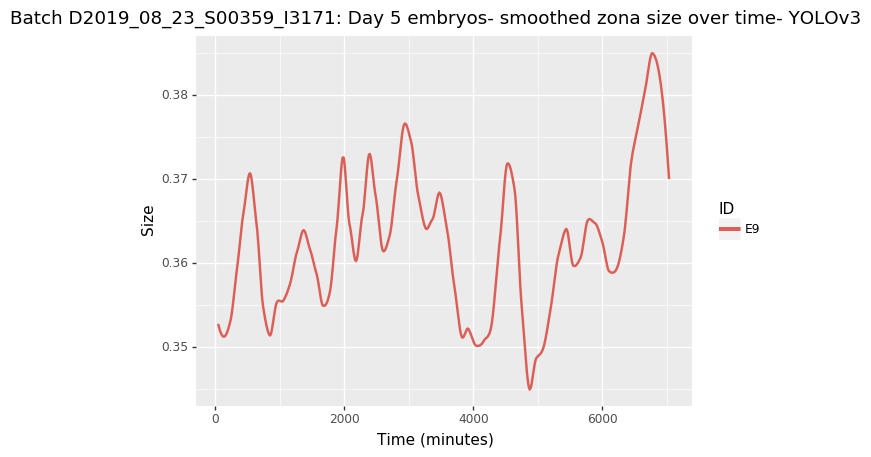 Batch D2019_08_23_S00359_I3171: Day 5 embryos- smoothed zona size over time- YOLOv3
0.38
0.37
0.36
0.35
Size
0
2000
4000
6000
Time (minutes)
ID
E9